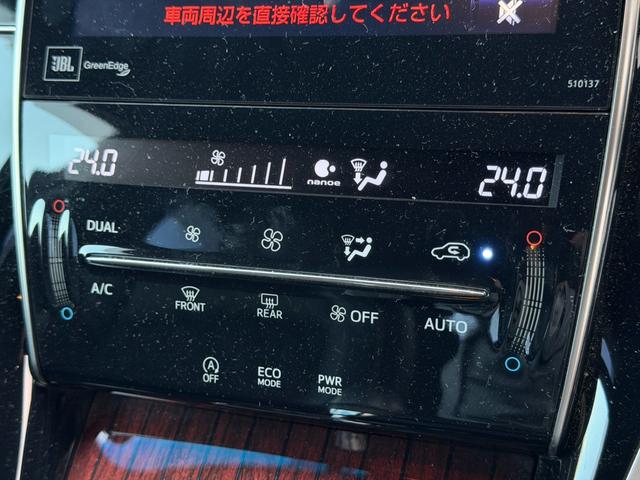 車両周辺を直接確認してください
JBL GreenEdge
510137
24.0
nanoe
24.0
DUAL
A/C
FRONT
REAR
OFF
AUTO
A OFF
ECO MODE
PWR MODE